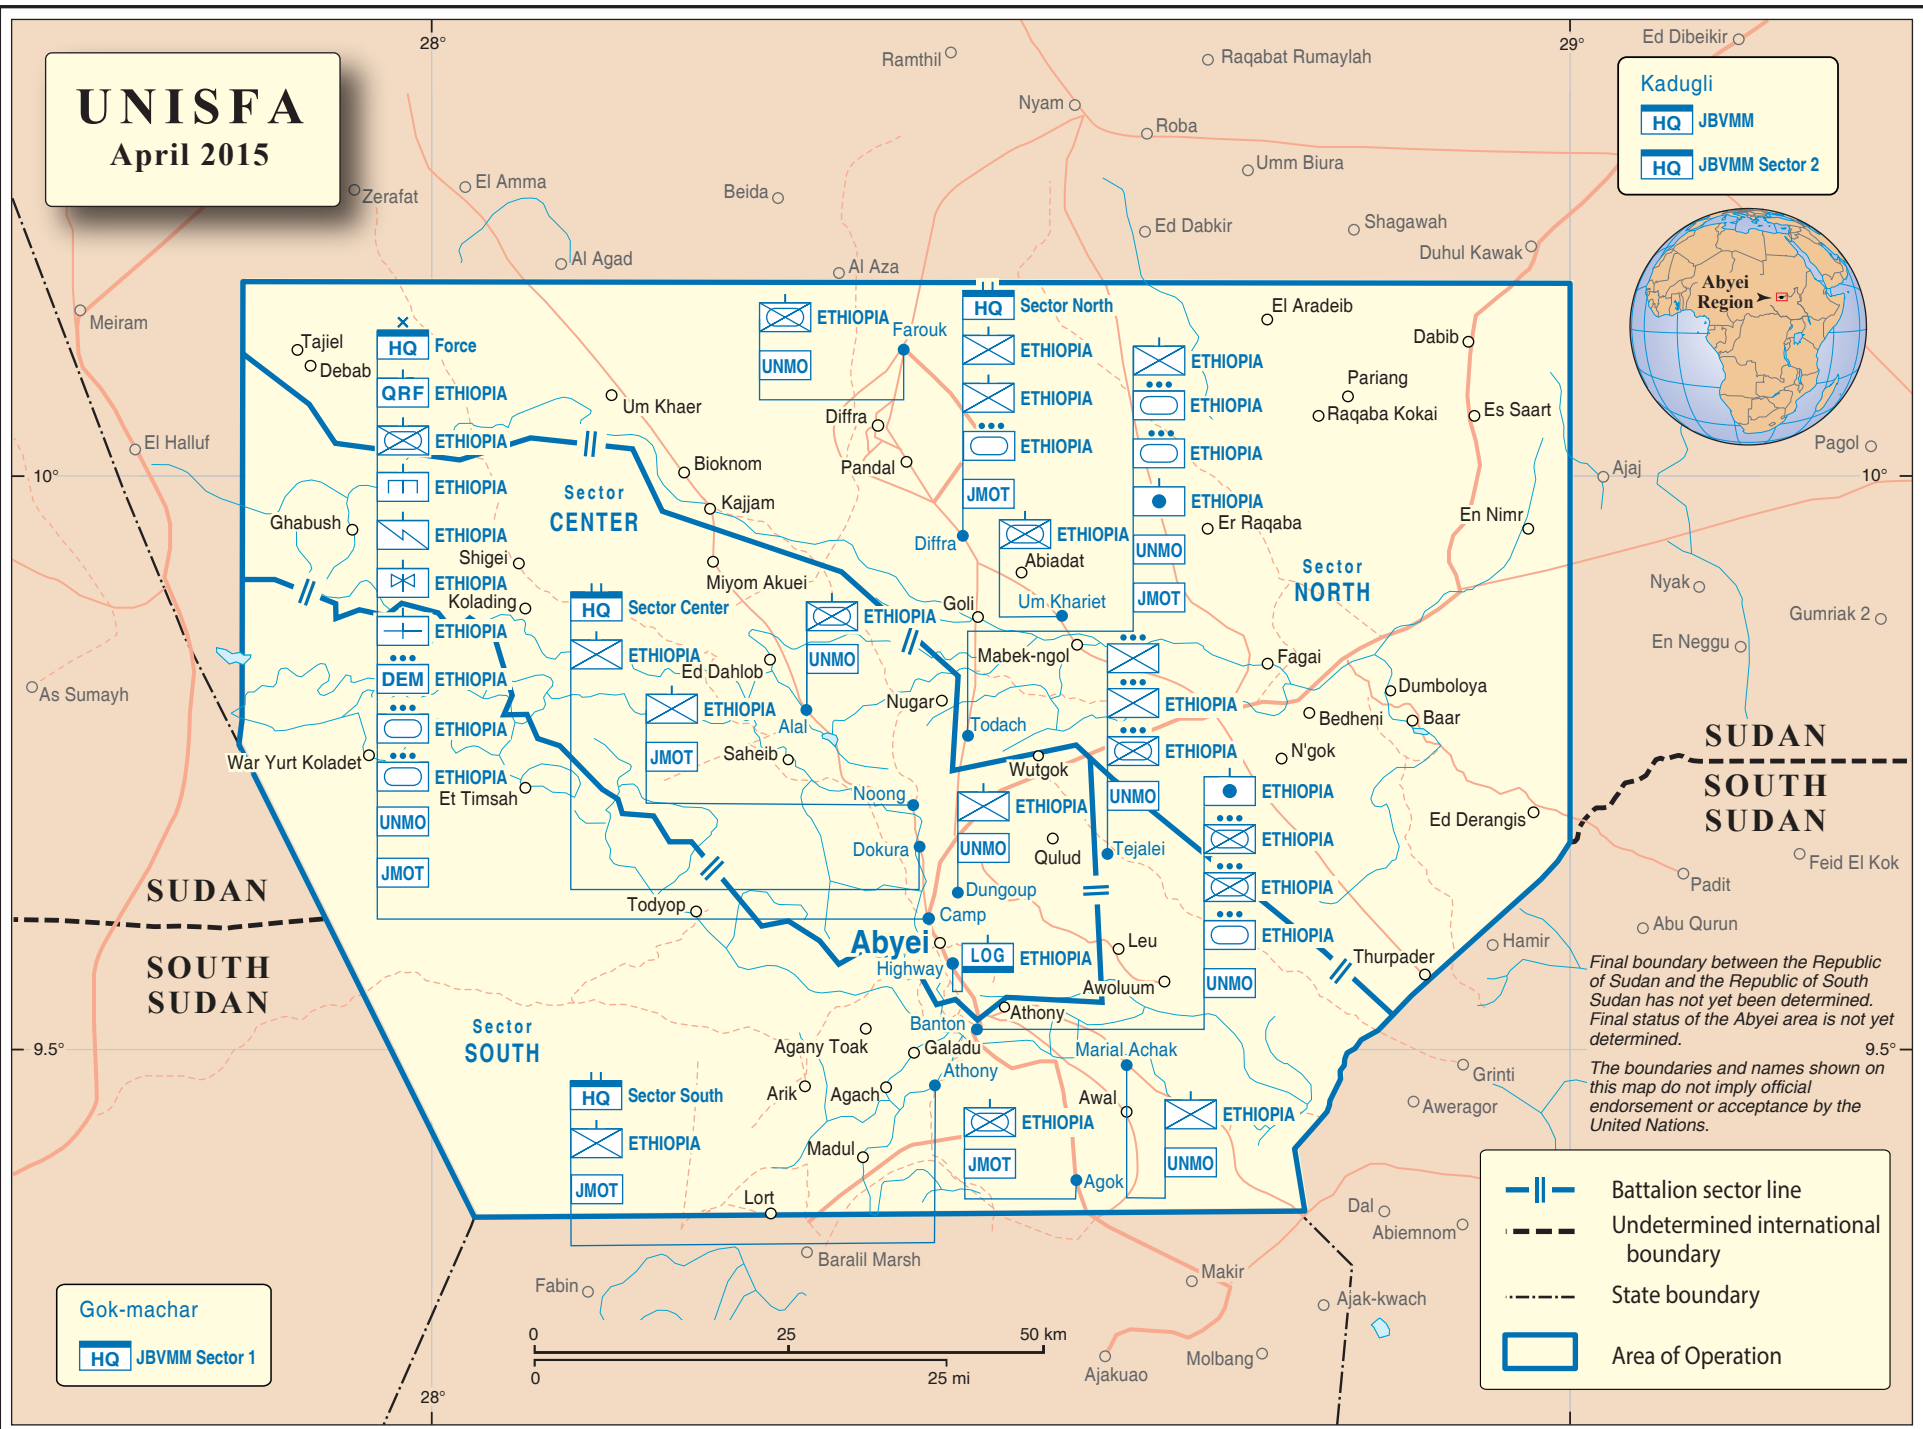 UNISFA
April 2015
28°
29°
Ramthil
Raqabat Rumaylah
Ed Dibeikir
Nyam
Roba
Umm Biura
Zerafat
El Amma
Beida
Ed Dabkir
Shagawah
Duhul Kawak
Al Agad
Al Aza
Meiram
El Halluf
As Sumayh
Kadugli
HQ JBVMM
HQ JBVMM Sector 2
Abyei
Region
Pagol
Ajaj
10°
10°
Nyak
Gumriak 2
En Neggu
Tajiel
Debab
HQ Force
QRF ETHIOPIA
ETHIOPIA
ETHIOPIA
ETHIOPIA
ETHIOPIA
ETHIOPIA
DEM ETHIOPIA
ETHIOPIA
ETHIOPIA
UNMO
JMOT
Um Khaer
Bioknom
Kajjam
Sector
CENTER
Ghabush
Shigei
Kolading
Miyom Akuei
War Yurt Koladet
Et Timsah
ETHIOPIA
UNMO
Farouk
Diffra
Pandal
HQ Sector North
ETHIOPIA
ETHIOPIA
ETHIOPIA
JMOT
Diffra
ETHIOPIA
Abiadat
Um Khariet
ETHIOPIA
ETHIOPIA
ETHIOPIA
ETHIOPIA
UNMO
JMOT
El Aradeib
Dabib
Pariang
Raqaba Kokai
Es Saart
Er Raqaba
En Nimr
Sector
NORTH
HQ Sector Center
ETHIOPIA
Ed Dahlob
ETHIOPIA
JMOT
ETHIOPIA
UNMO
Alal
Saheib
Goli
Nugar
Mabek-ngol
Todach
Wutgok
Noong
Dokura
ETHIOPIA
ETHIOPIA
UNMO
Tejalei
Fagai
Dumboloya
Bedheni
Baar
N'gok
Ed Derangis
ETHIOPIA
UNMO
Qulud
Dungoup
Camp
Abyei
Highway
LOG ETHIOPIA
Leu
Awoluum
Athony
Banton
ETHIOPIA
ETHIOPIA
ETHIOPIA
ETHIOPIA
UNMO
Thurpader
SUDAN
SOUTH
SUDAN
SUDAN
SOUTH
SUDAN
Todyop
Sector
SOUTH
Agany Toak
Galadu
Athony
Arik
Agach
Madul
Lort
HQ Sector South
ETHIOPIA
JMOT
Marial Achak
Awal
ETHIOPIA
JMOT
Agok
ETHIOPIA
UNMO
Feid El Kok
Padit
Abu Qurun
Hamir
9.5°
9.5°
Grinti
Aweragor
Dal
Abiemnom
Baralil Marsh
Fabin
Makir
Ajak-kwach
Ajakuao
Molbang
Final boundary between the Republic
of Sudan and the Republic of South
Sudan has not yet been determined.
Final status of the Abyei area is not yet
determined.
The boundaries and names shown on
this map do not imply official
endorsement or acceptance by the
United Nations.
Battalion sector line
Undetermined international
boundary
State boundary
Area of Operation
Gok-machar
HQ JBVMM Sector 1
0 25 50 km
0 25 mi
28°